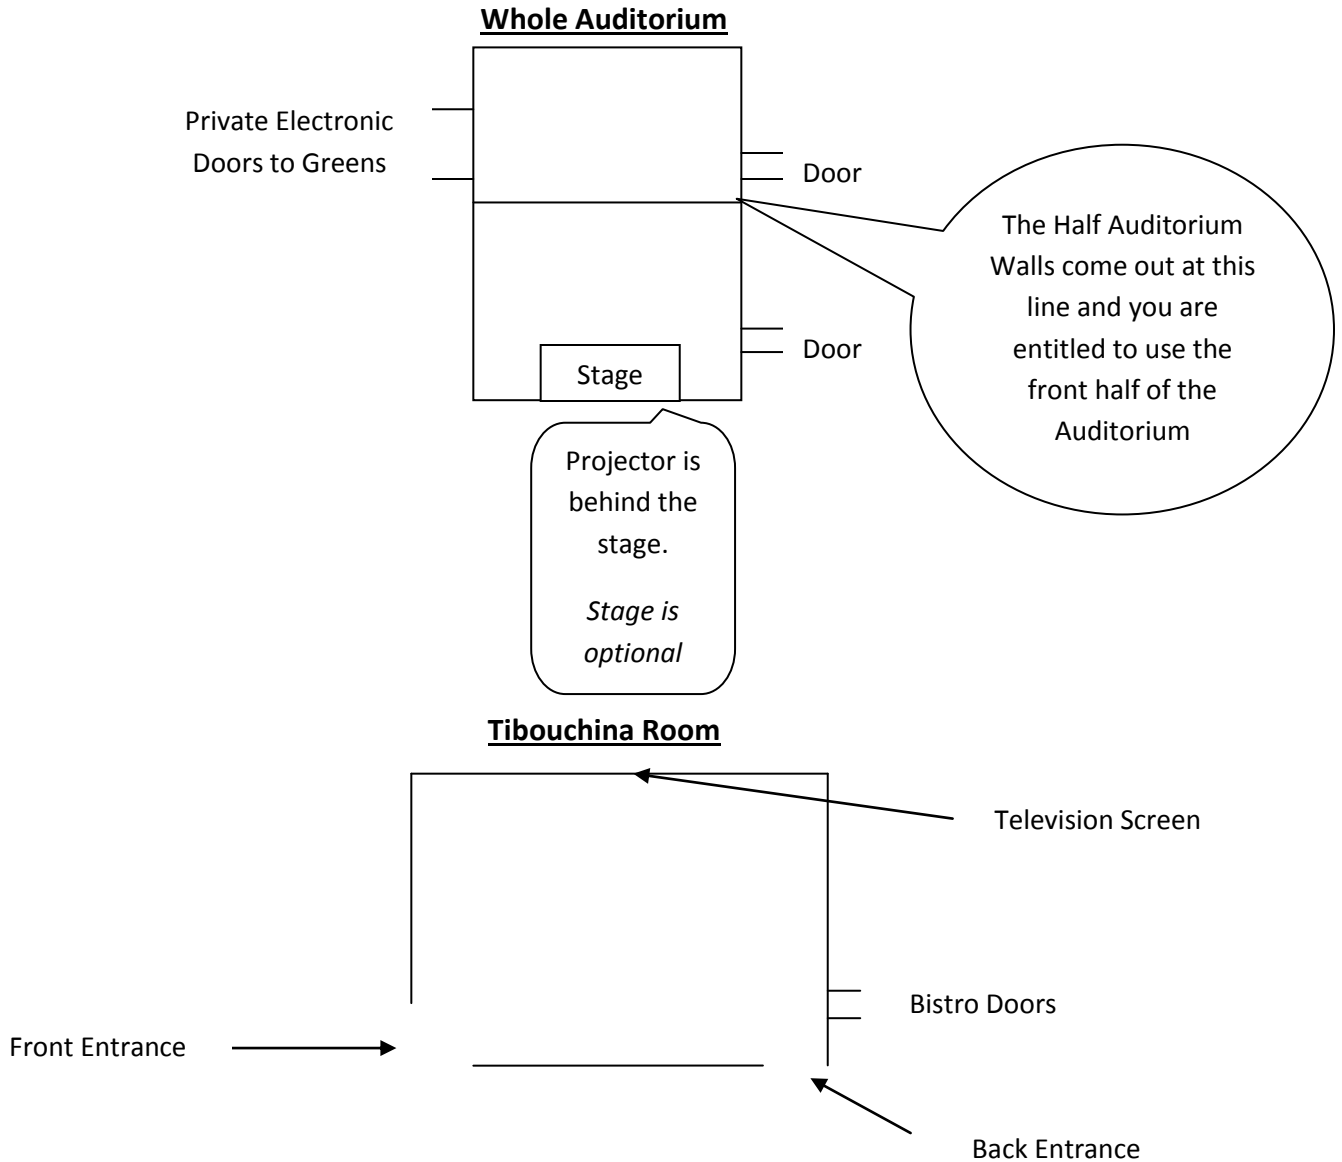 Whole Auditorium
Private Electronic
Doors to Greens
Door
The Half Auditorium
Walls come out at this
line and you are
entitled to use the
front half of the
Auditorium
Door
Stage
Projector is
behind the
stage.
Stage is
optional
Tibouchina Room
Television Screen
Bistro Doors
Front Entrance
Back Entrance